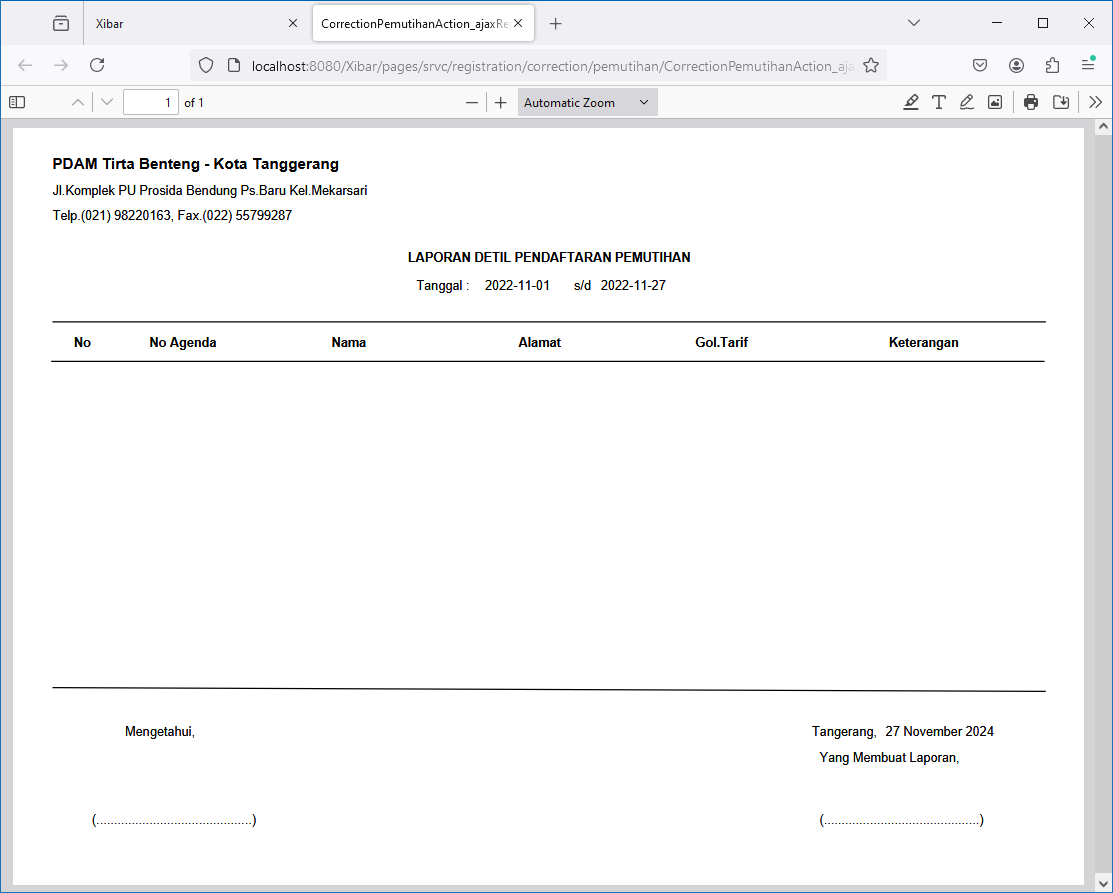 Xibar
CorrectionPemutihanAction_ajaxRe
localhost:8080/Xibar/pages/srvc/registration/correction/pemutihan/CorrectionPemutihanAction_aja
1 of 1
Automatic Zoom
PDAM Tirta Benteng - Kota Tanggerang
Jl.Komplek PU Prosida Bendung Ps.Baru Kel.Mekarsari
Telp.(021) 98220163, Fax.(022) 55799287
LAPORAN DETIL PENDAFTARAN PEMUTIHAN
Tanggal : 2022-11-01 s/d 2022-11-27
No No Agenda Nama Alamat Gol.Tarif Keterangan
Mengetahui, Tangerang, 27 November 2024
Yang Membuat Laporan,
(............................................) (............................................)